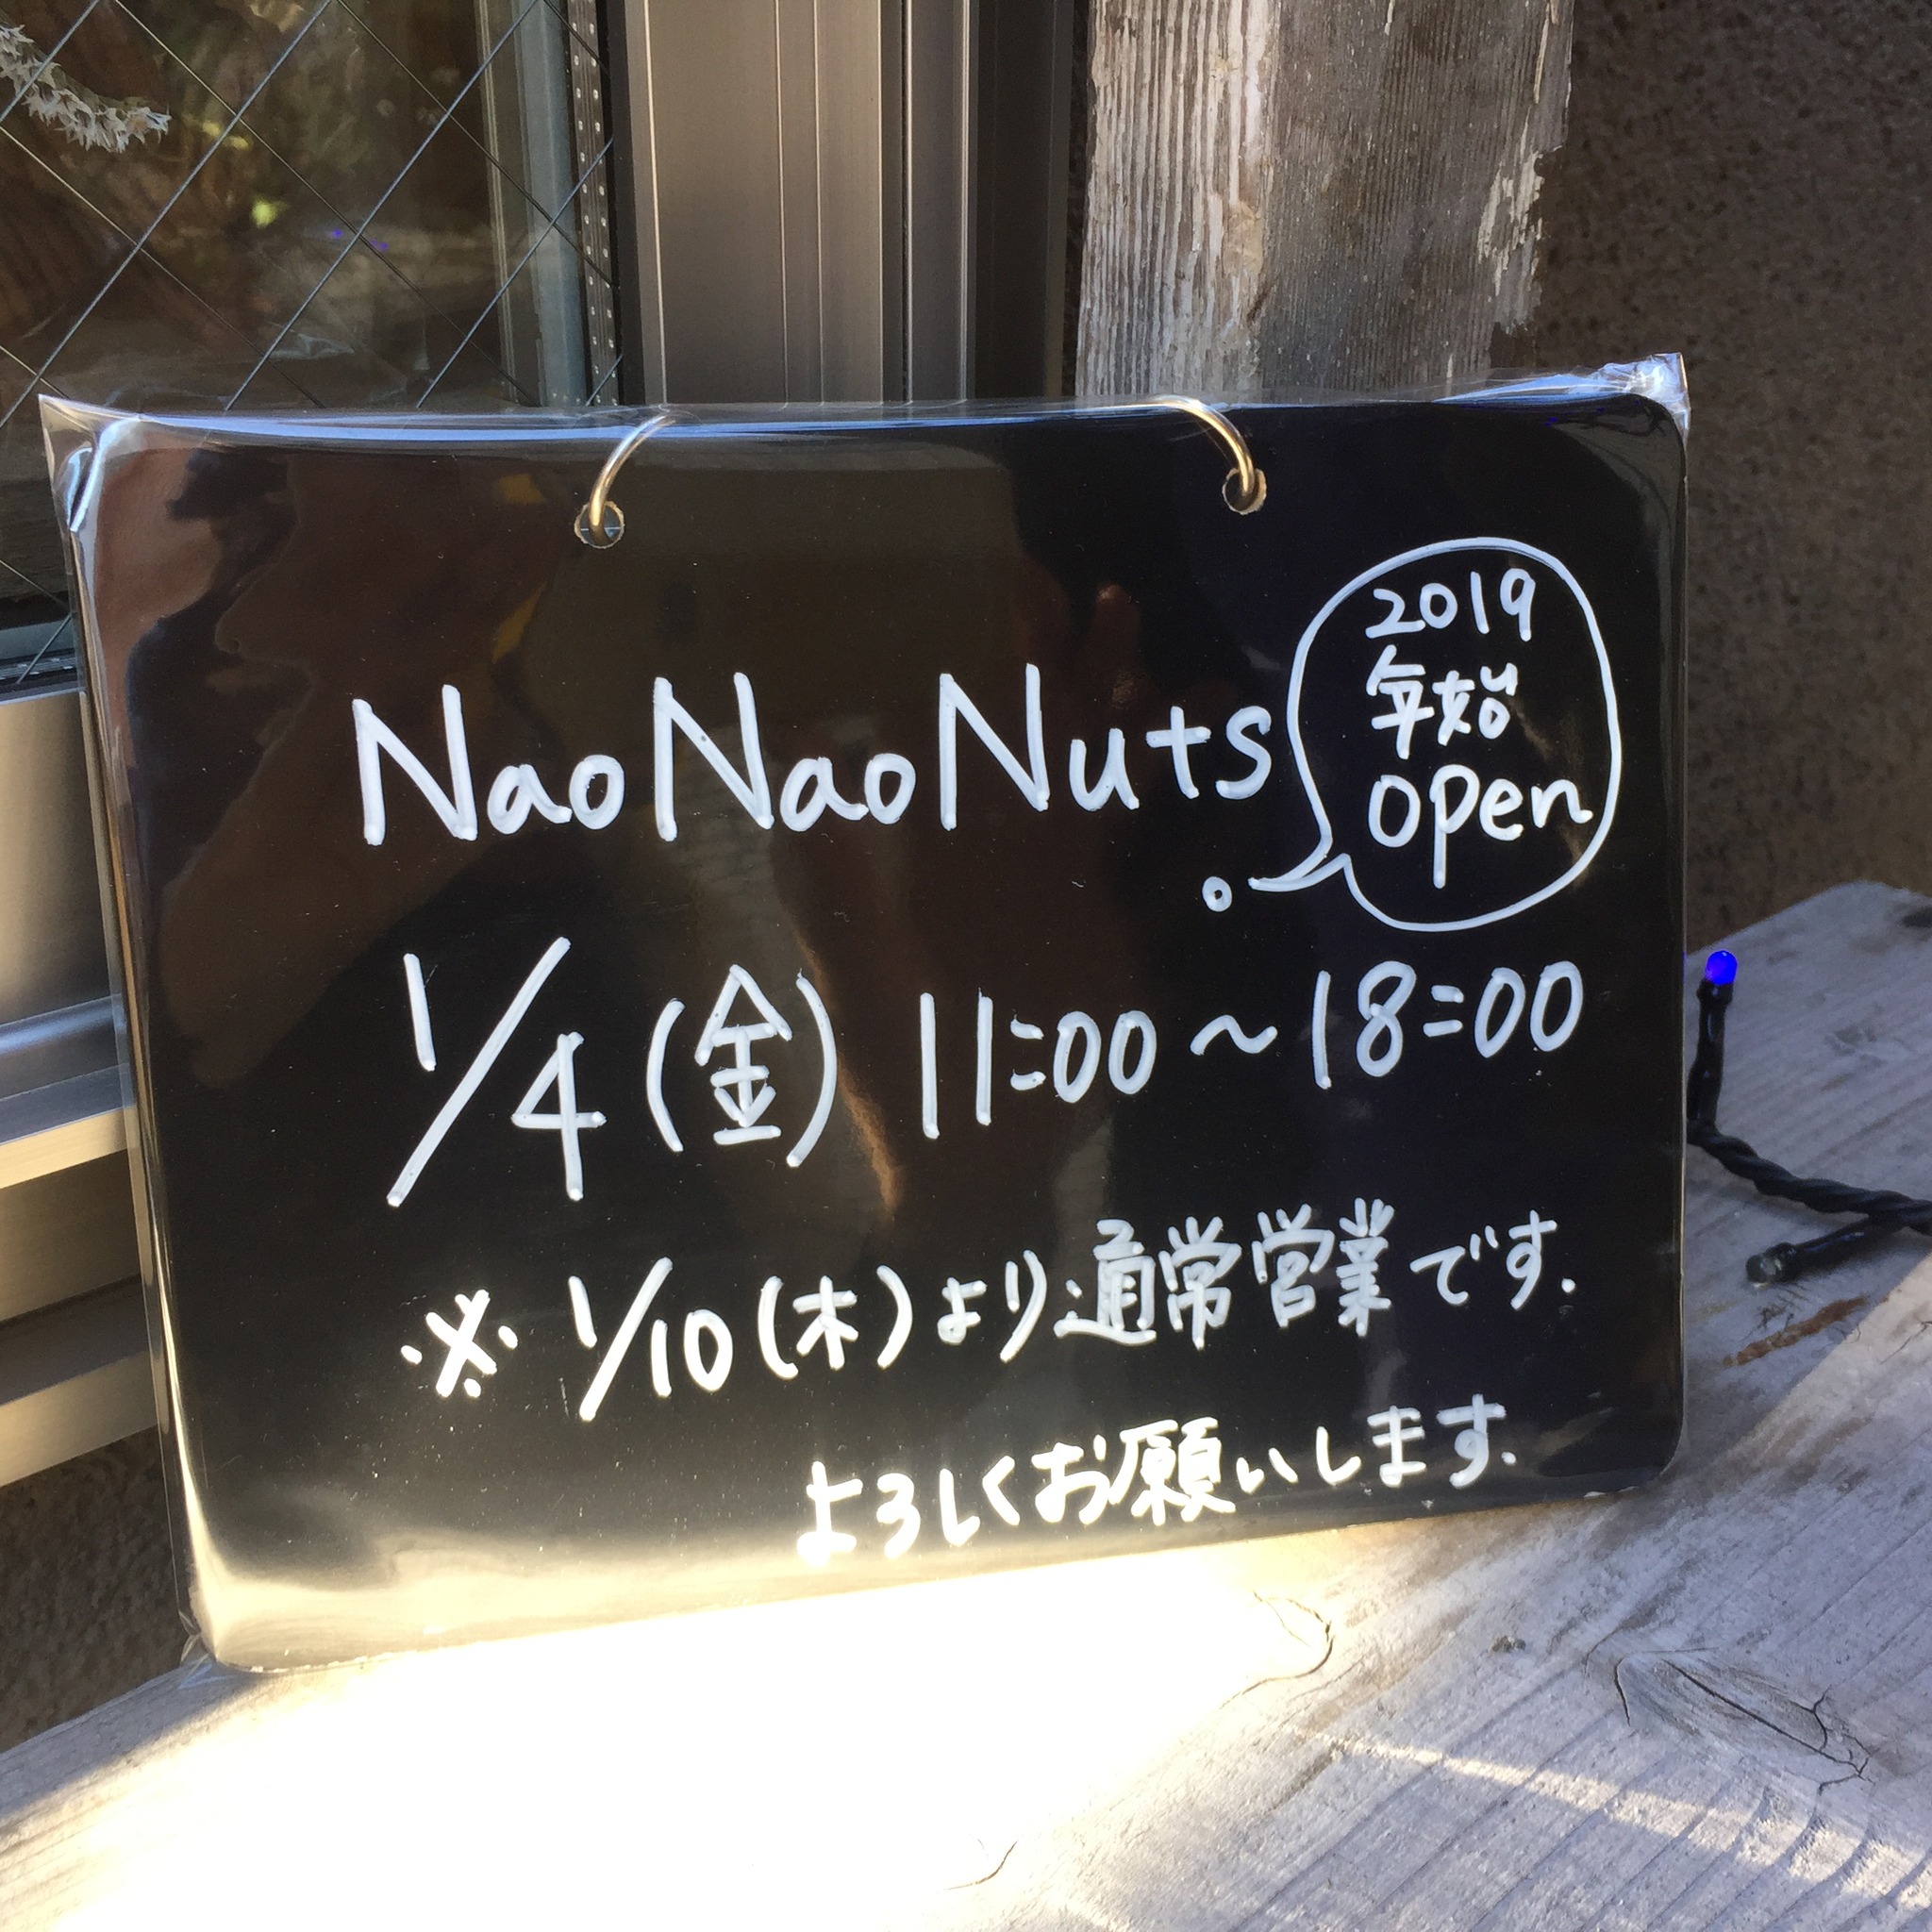 2019
年始
open
NaoNaoNuts
1/4(金) 11:00～18:00
※ 1/10(木)より通常営業です.
よろしくお願いします.